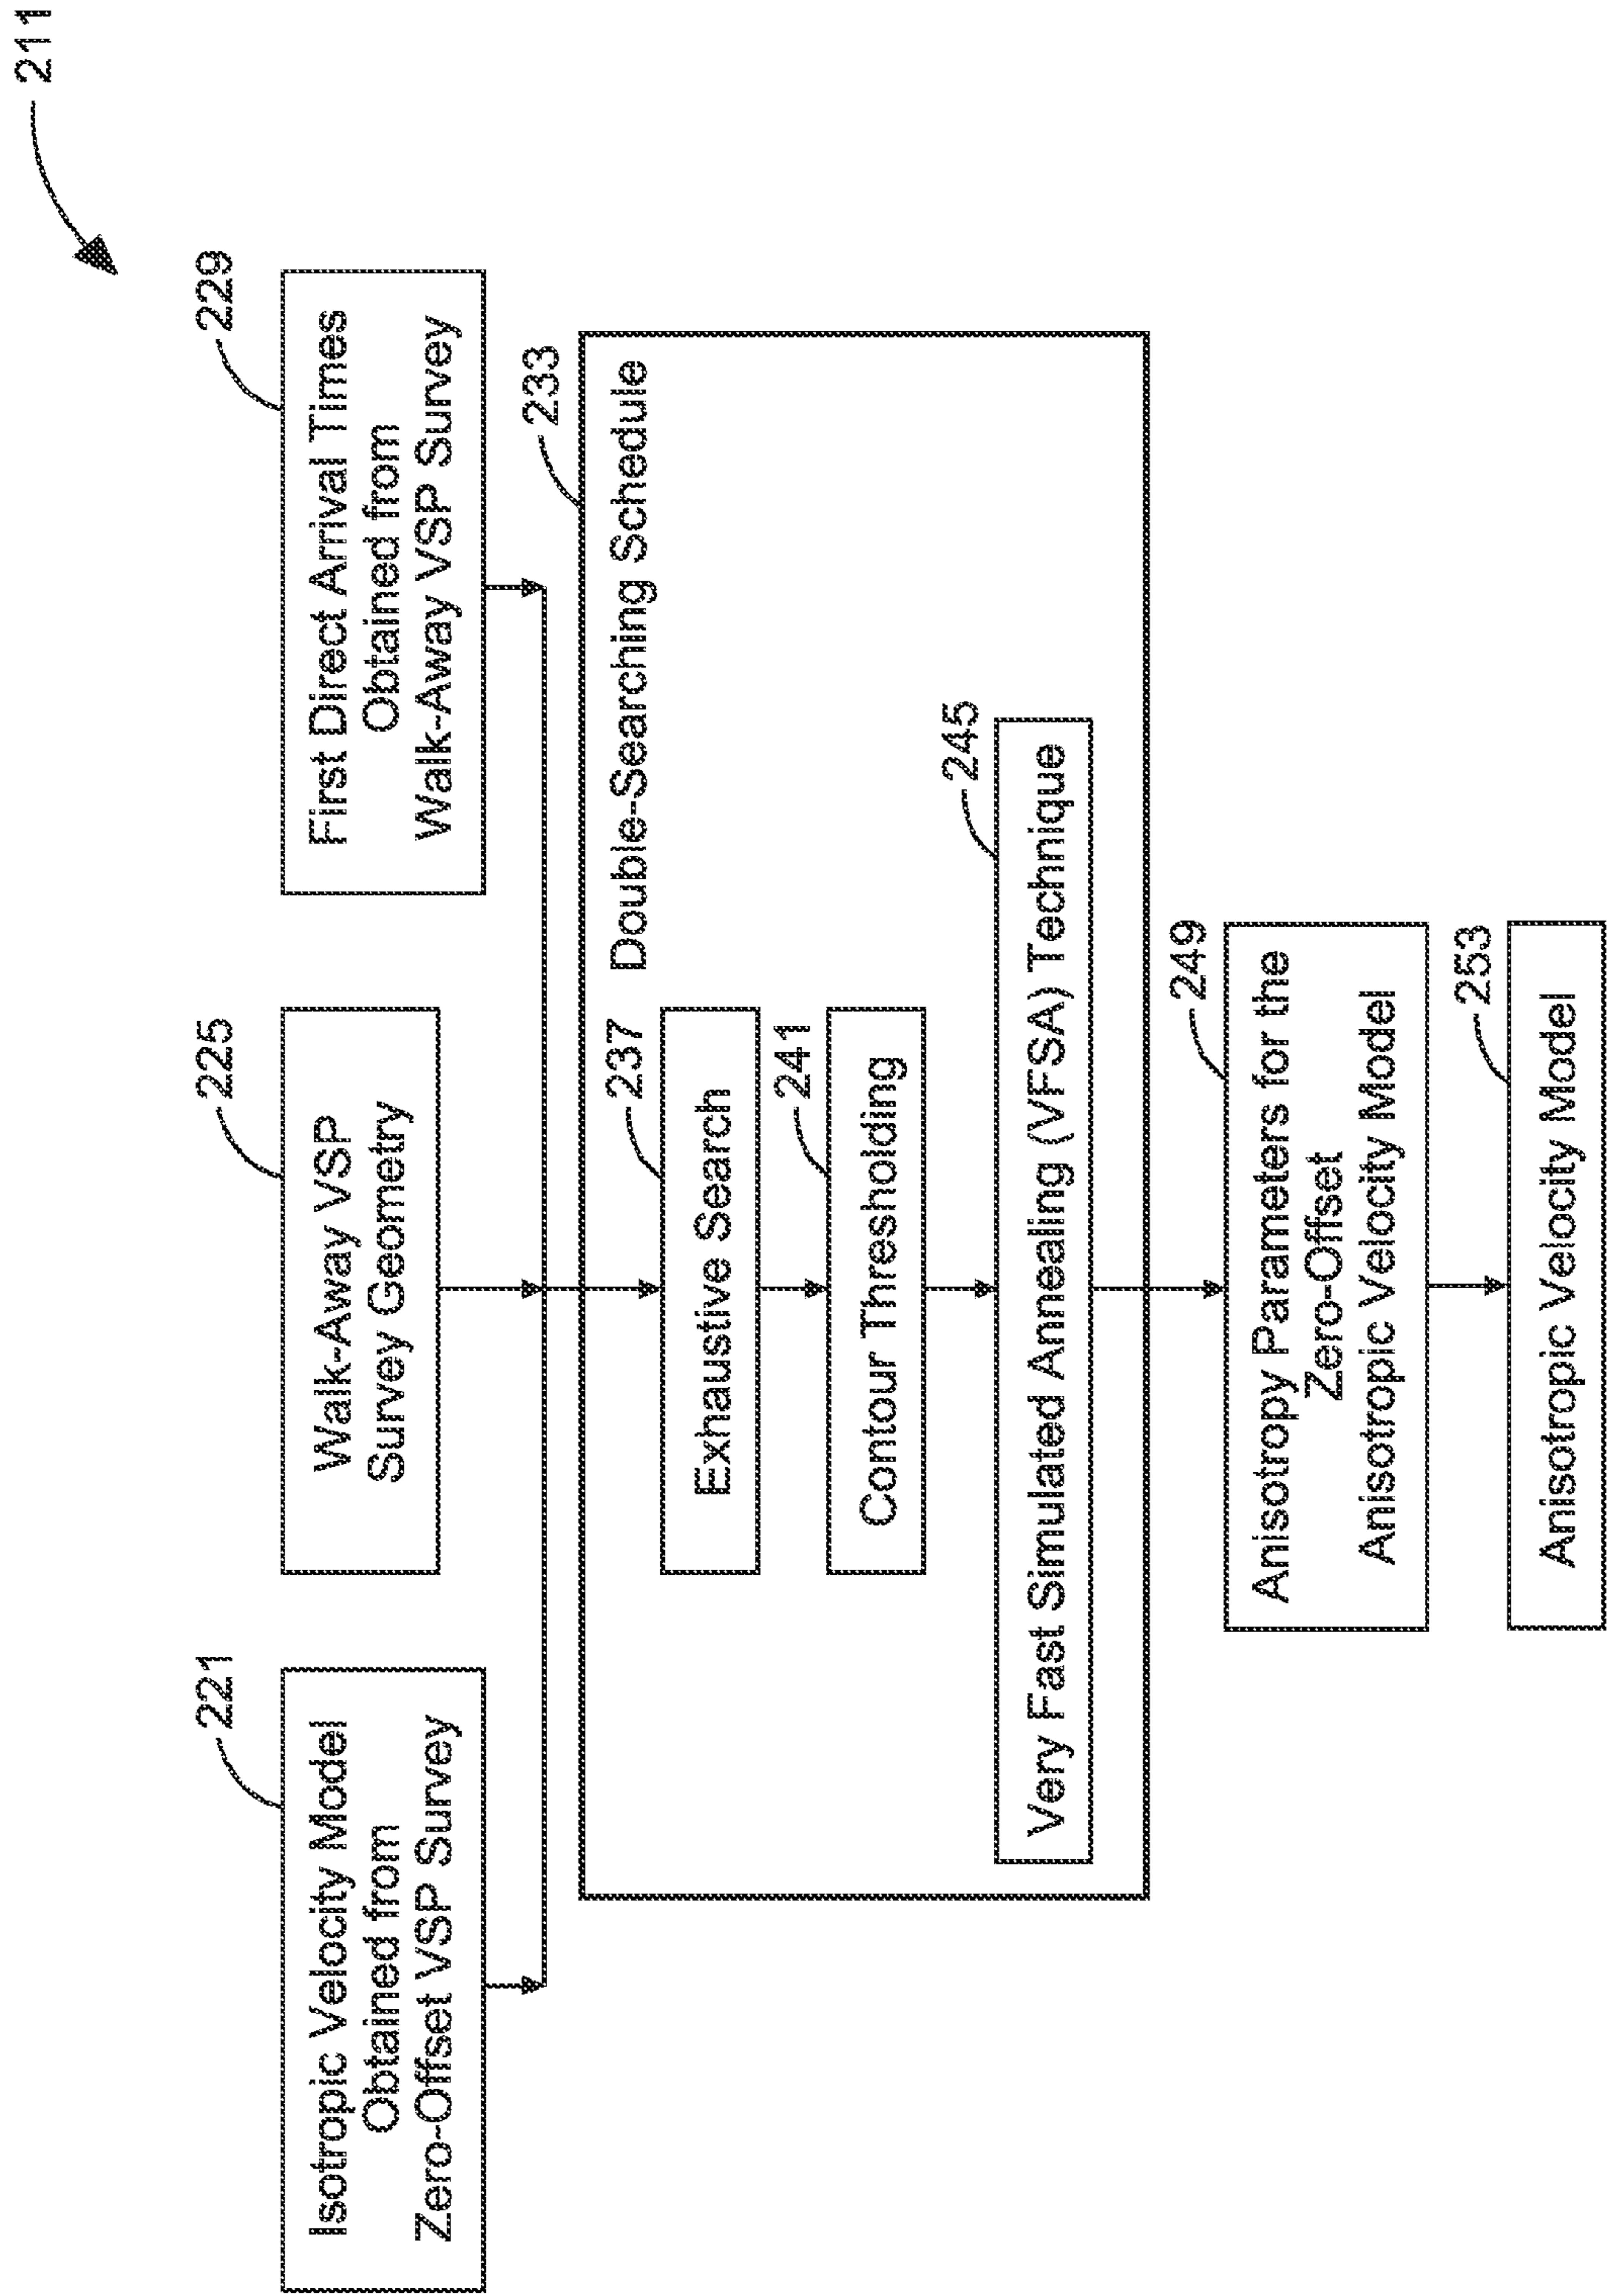 211
221
Isotropic Velocity Model
Obtained from
Zero-Offset VSP Survey
225
Walk-Away VSP
Survey Geometry
229
First Direct Arrival Times
Obtained from
Walk-Away VSP Survey
233
Double-Searching Schedule
237
Exhaustive Search
241
Contour Thresholding
245
Very Fast Simulated Annealing (VFSA) Technique
249
Anisotropy Parameters for the
Zero-Offset
Anisotropic Velocity Model
253
Anisotropic Velocity Model